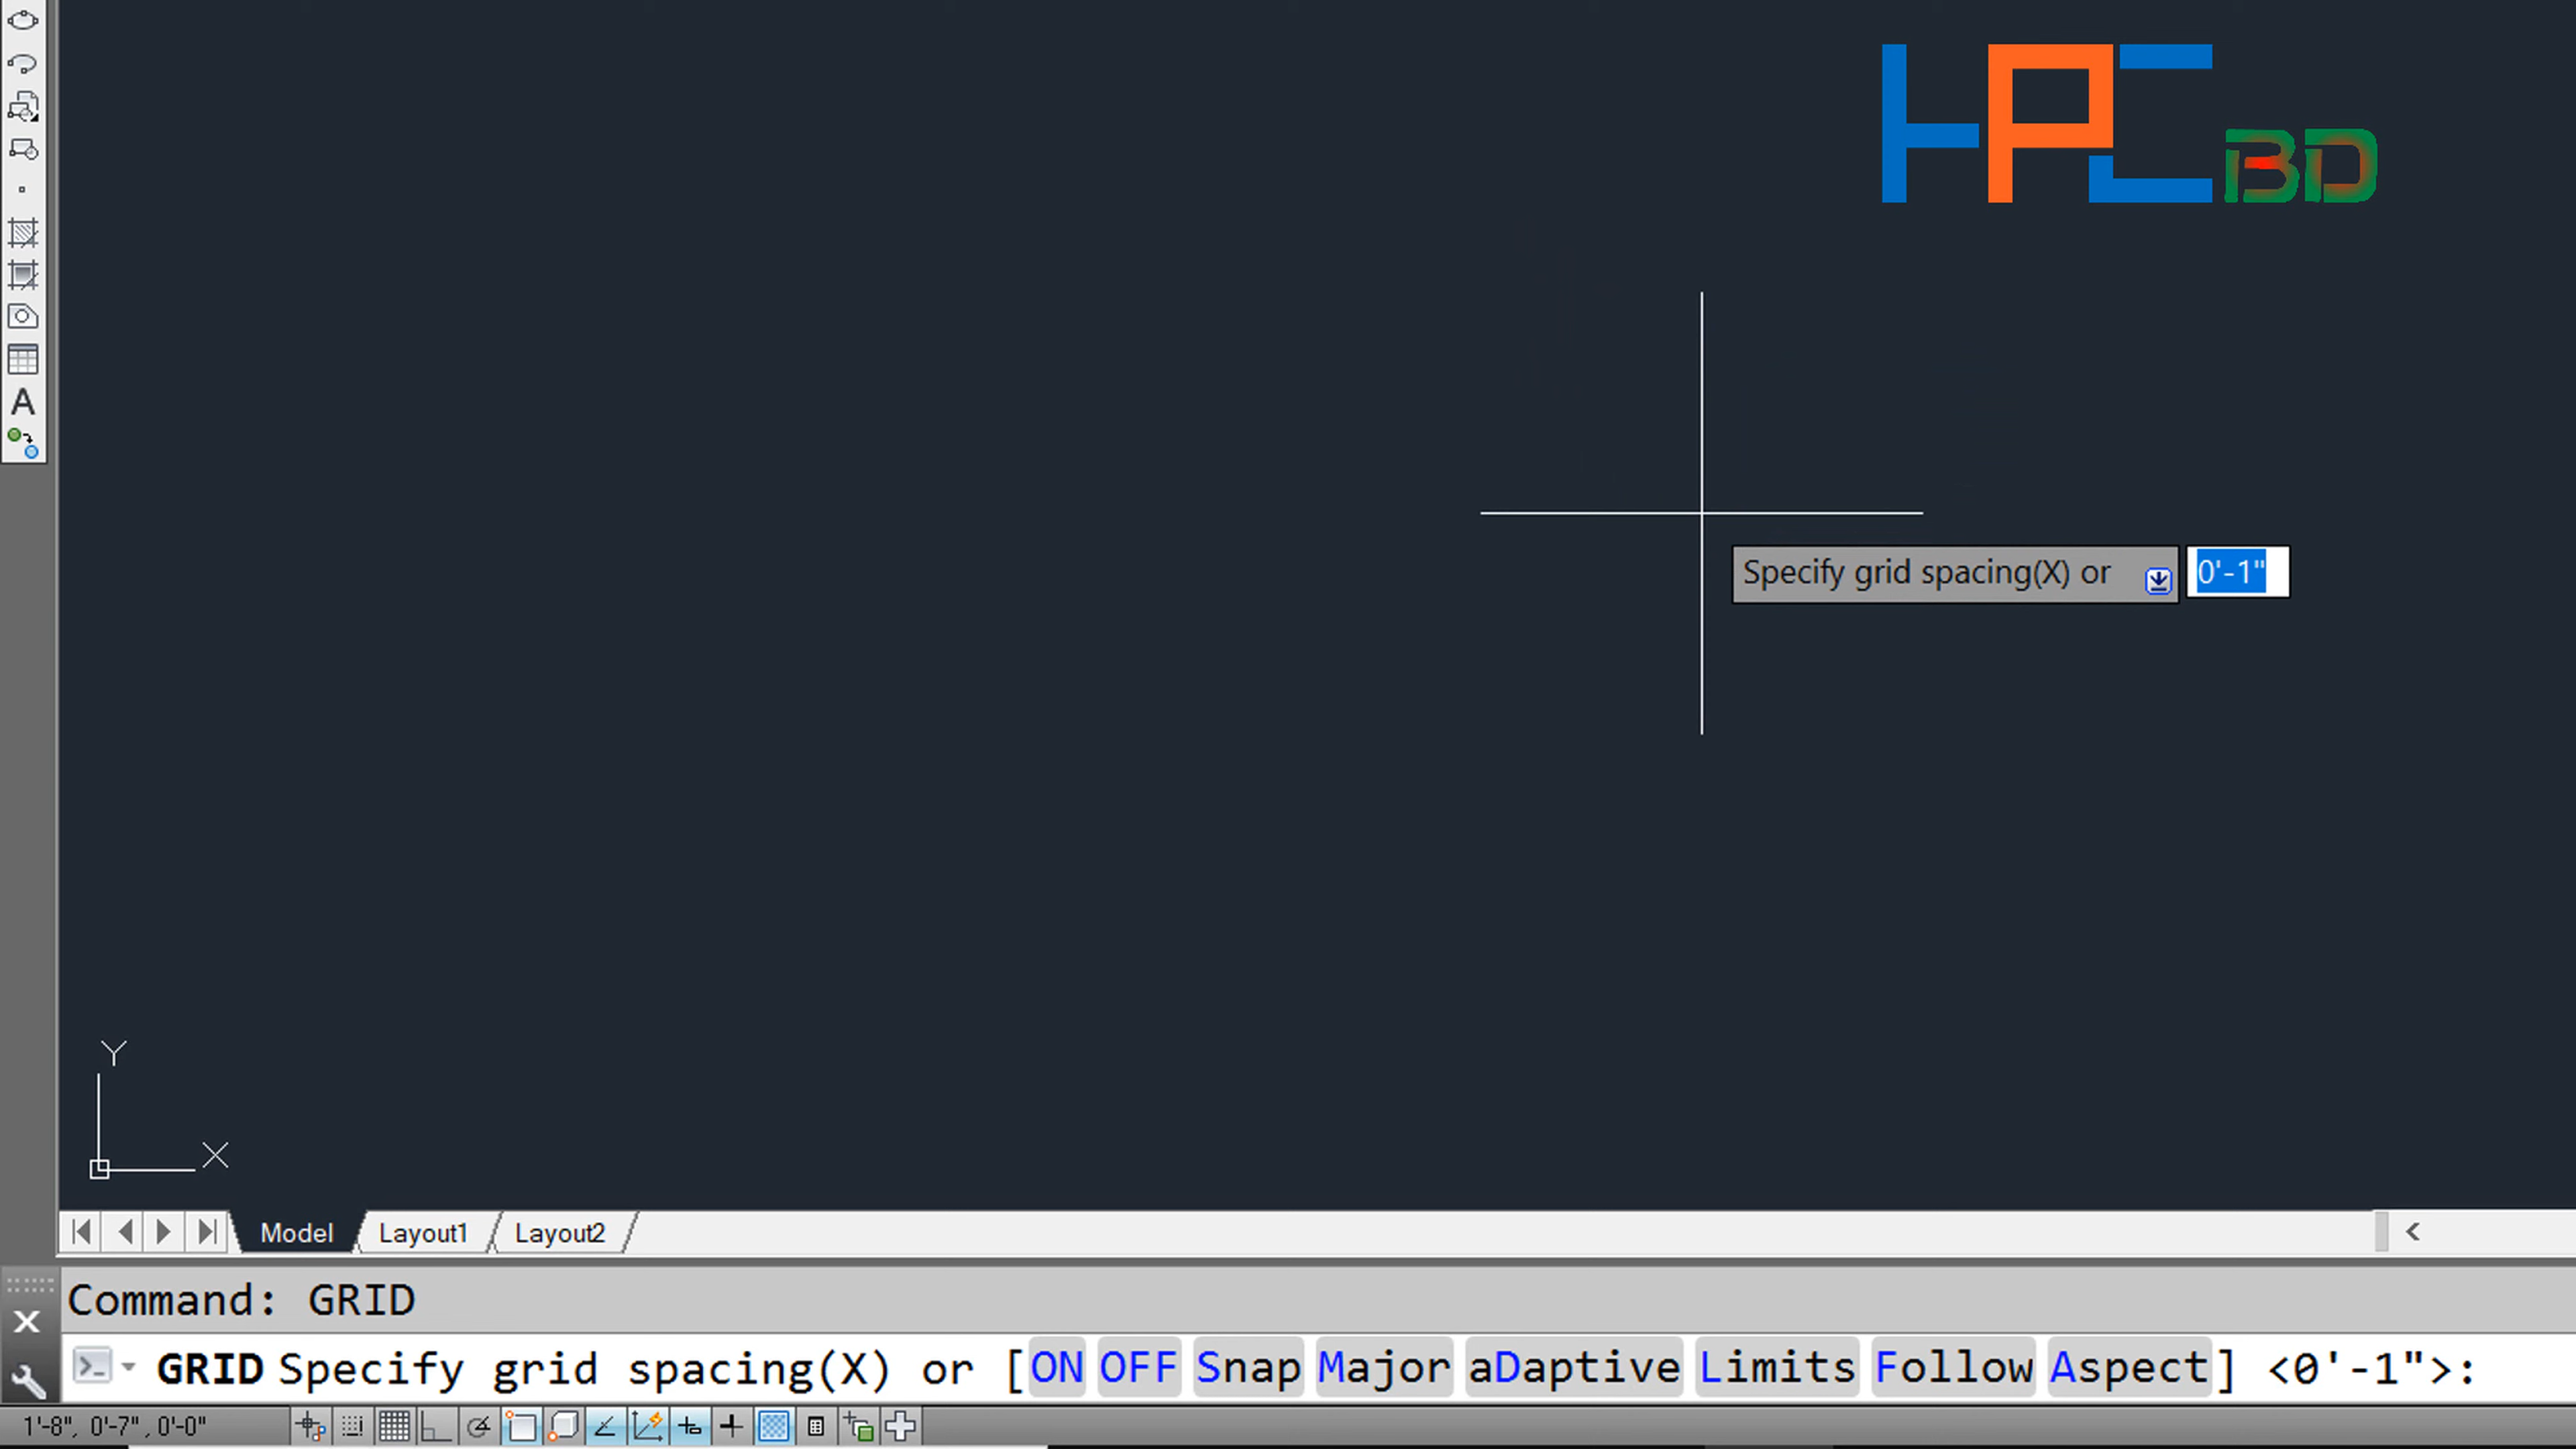 HPC BD
A
Specify grid spacing(X) or 0'-1"
Y
X
Model Layout1 Layout2
Command: GRID
GRID Specify grid spacing(X) or [ON OFF Snap Major aDaptive Limits Follow Aspect] <0'-1">:
1'-8", 0'-7", 0'-0"